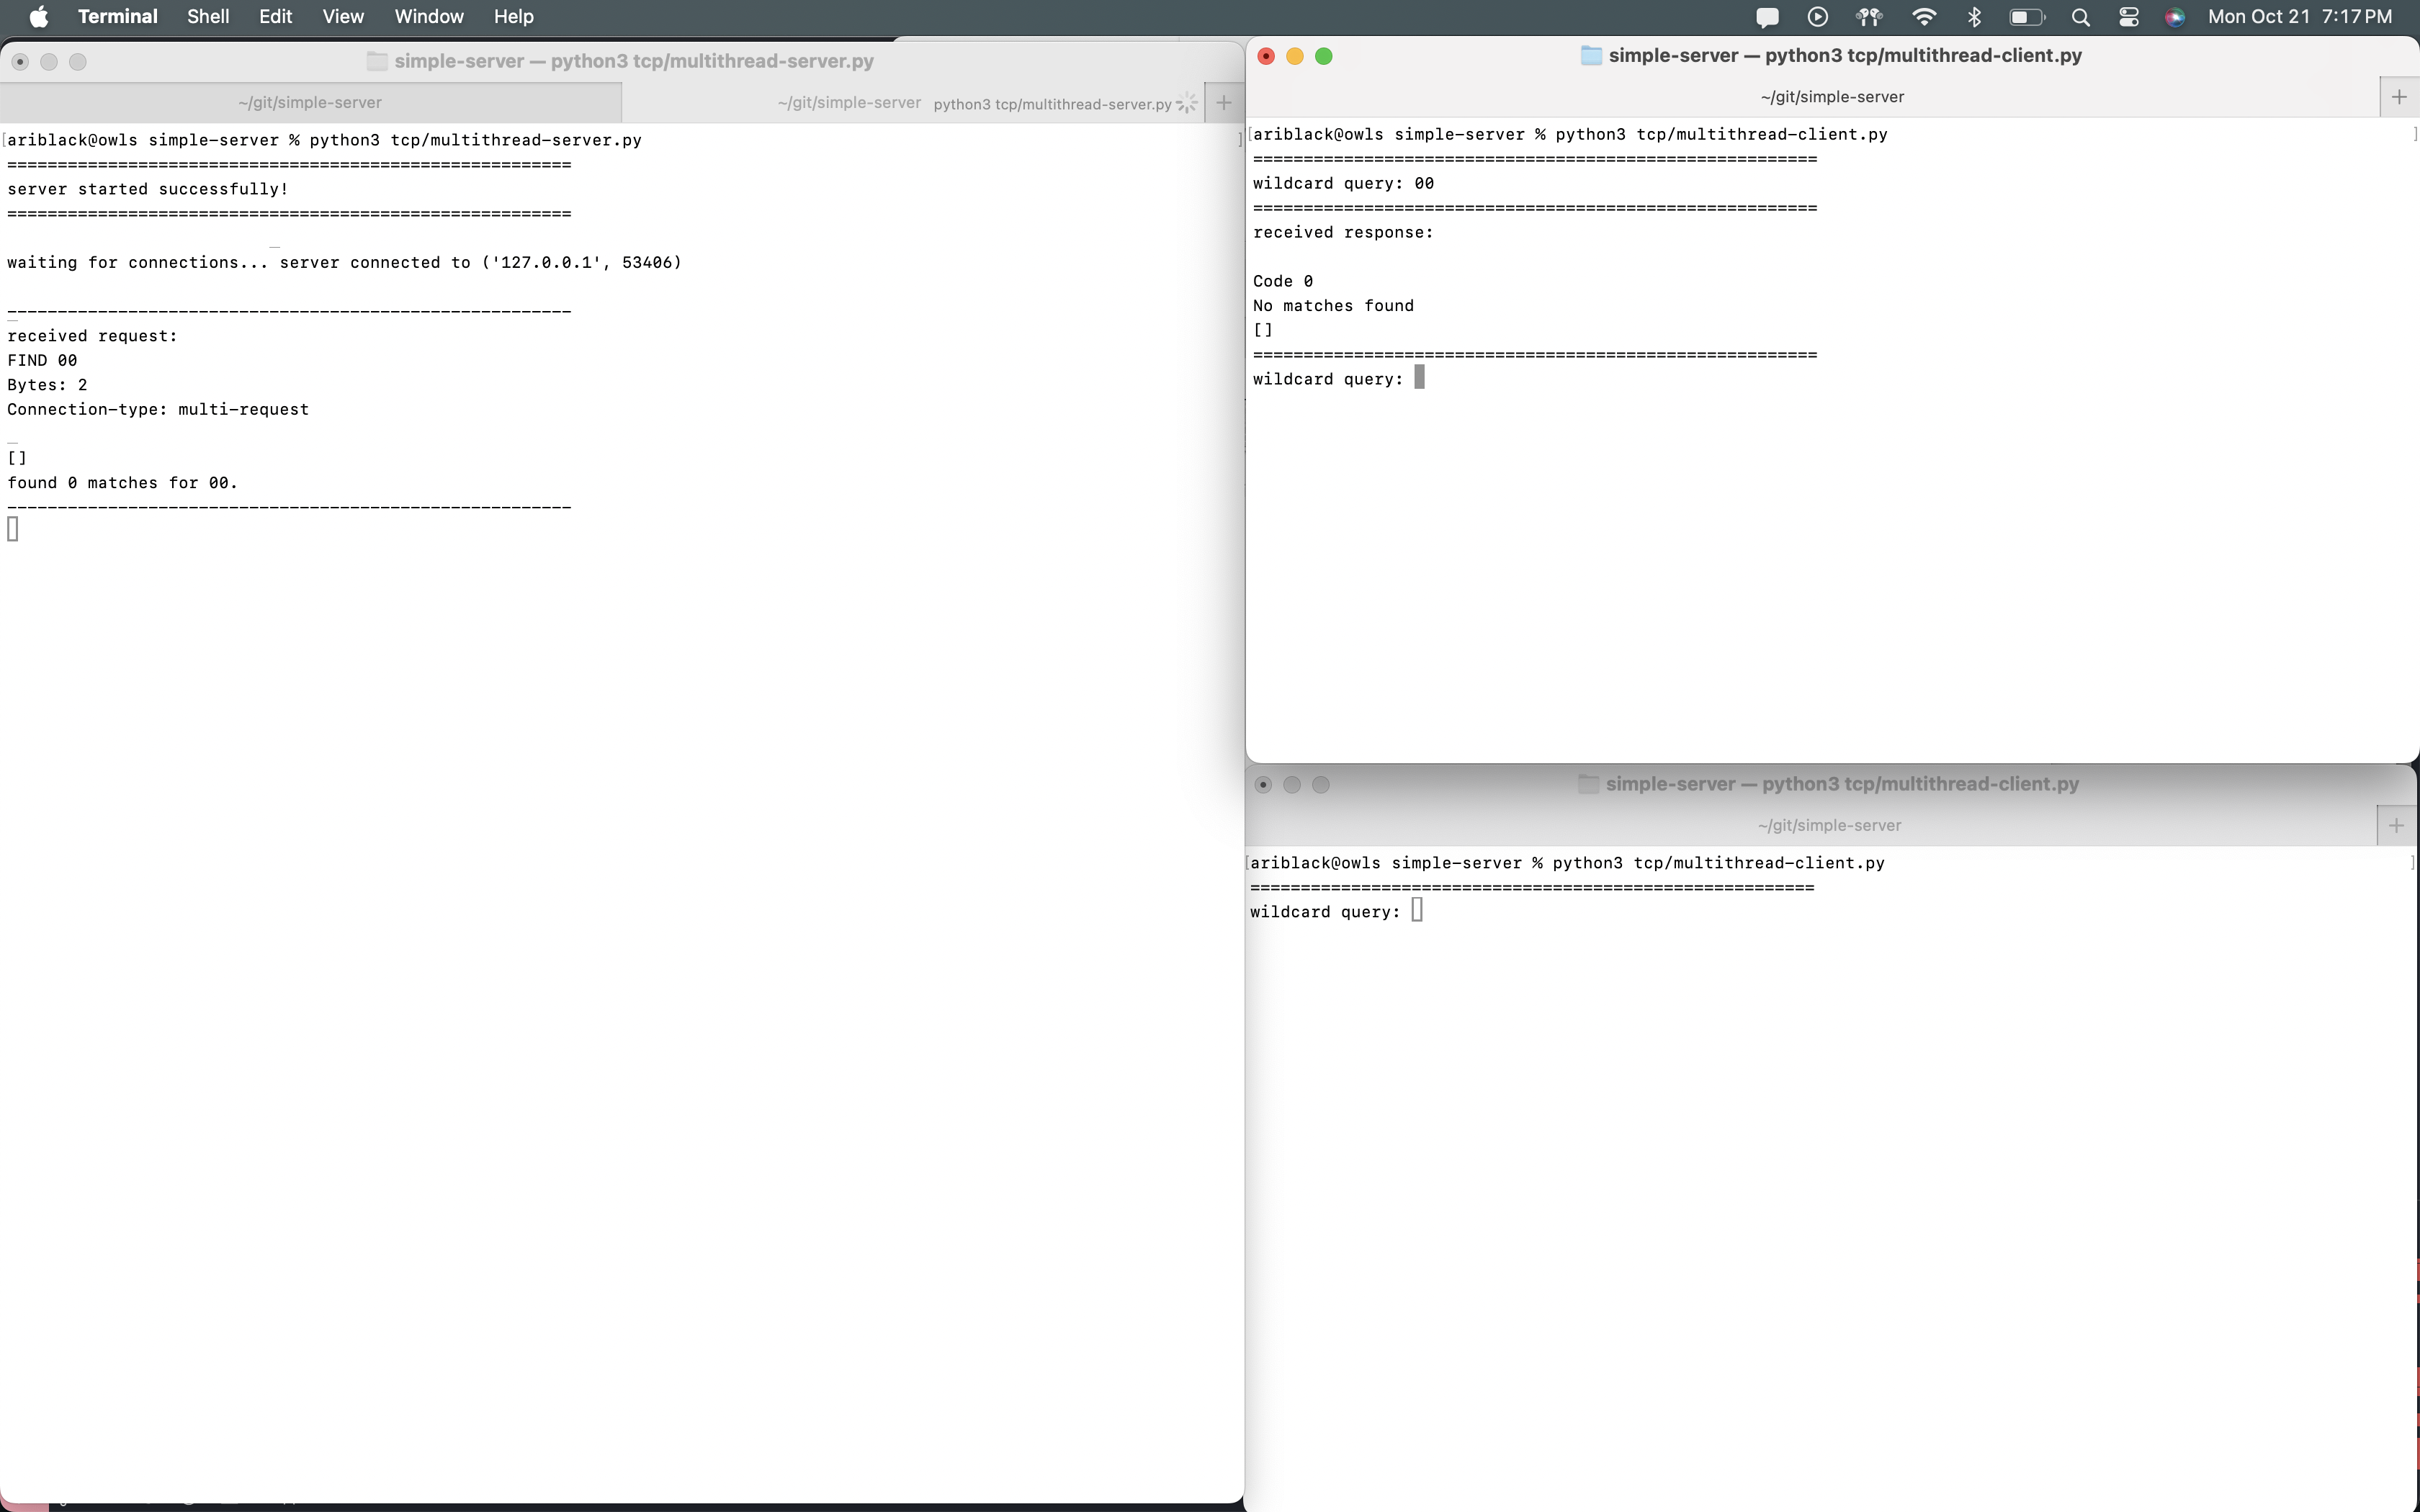 Terminal Shell Edit View Window Help Mon Oct 21 7:17 PM
simple-server — python3 tcp/multithread-server.py
~/git/simple-server ~/git/simple-server python3 tcp/multithread-server.py +
[ariblack@owls simple-server % python3 tcp/multithread-server.py ]
========================================================
server started successfully!
========================================================
_
waiting for connections... server connected to ('127.0.0.1', 53406)
--------------------------------------------------------
_
received request:
FIND 00
Bytes: 2
Connection-type: multi-request
_
[]
found 0 matches for 00.
--------------------------------------------------------
simple-server — python3 tcp/multithread-client.py
~/git/simple-server +
[ariblack@owls simple-server % python3 tcp/multithread-client.py ]
========================================================
wildcard query: 00
========================================================
received response:
Code 0
No matches found
[]
========================================================
wildcard query:
simple-server — python3 tcp/multithread-client.py
~/git/simple-server +
[ariblack@owls simple-server % python3 tcp/multithread-client.py ]
========================================================
wildcard query: